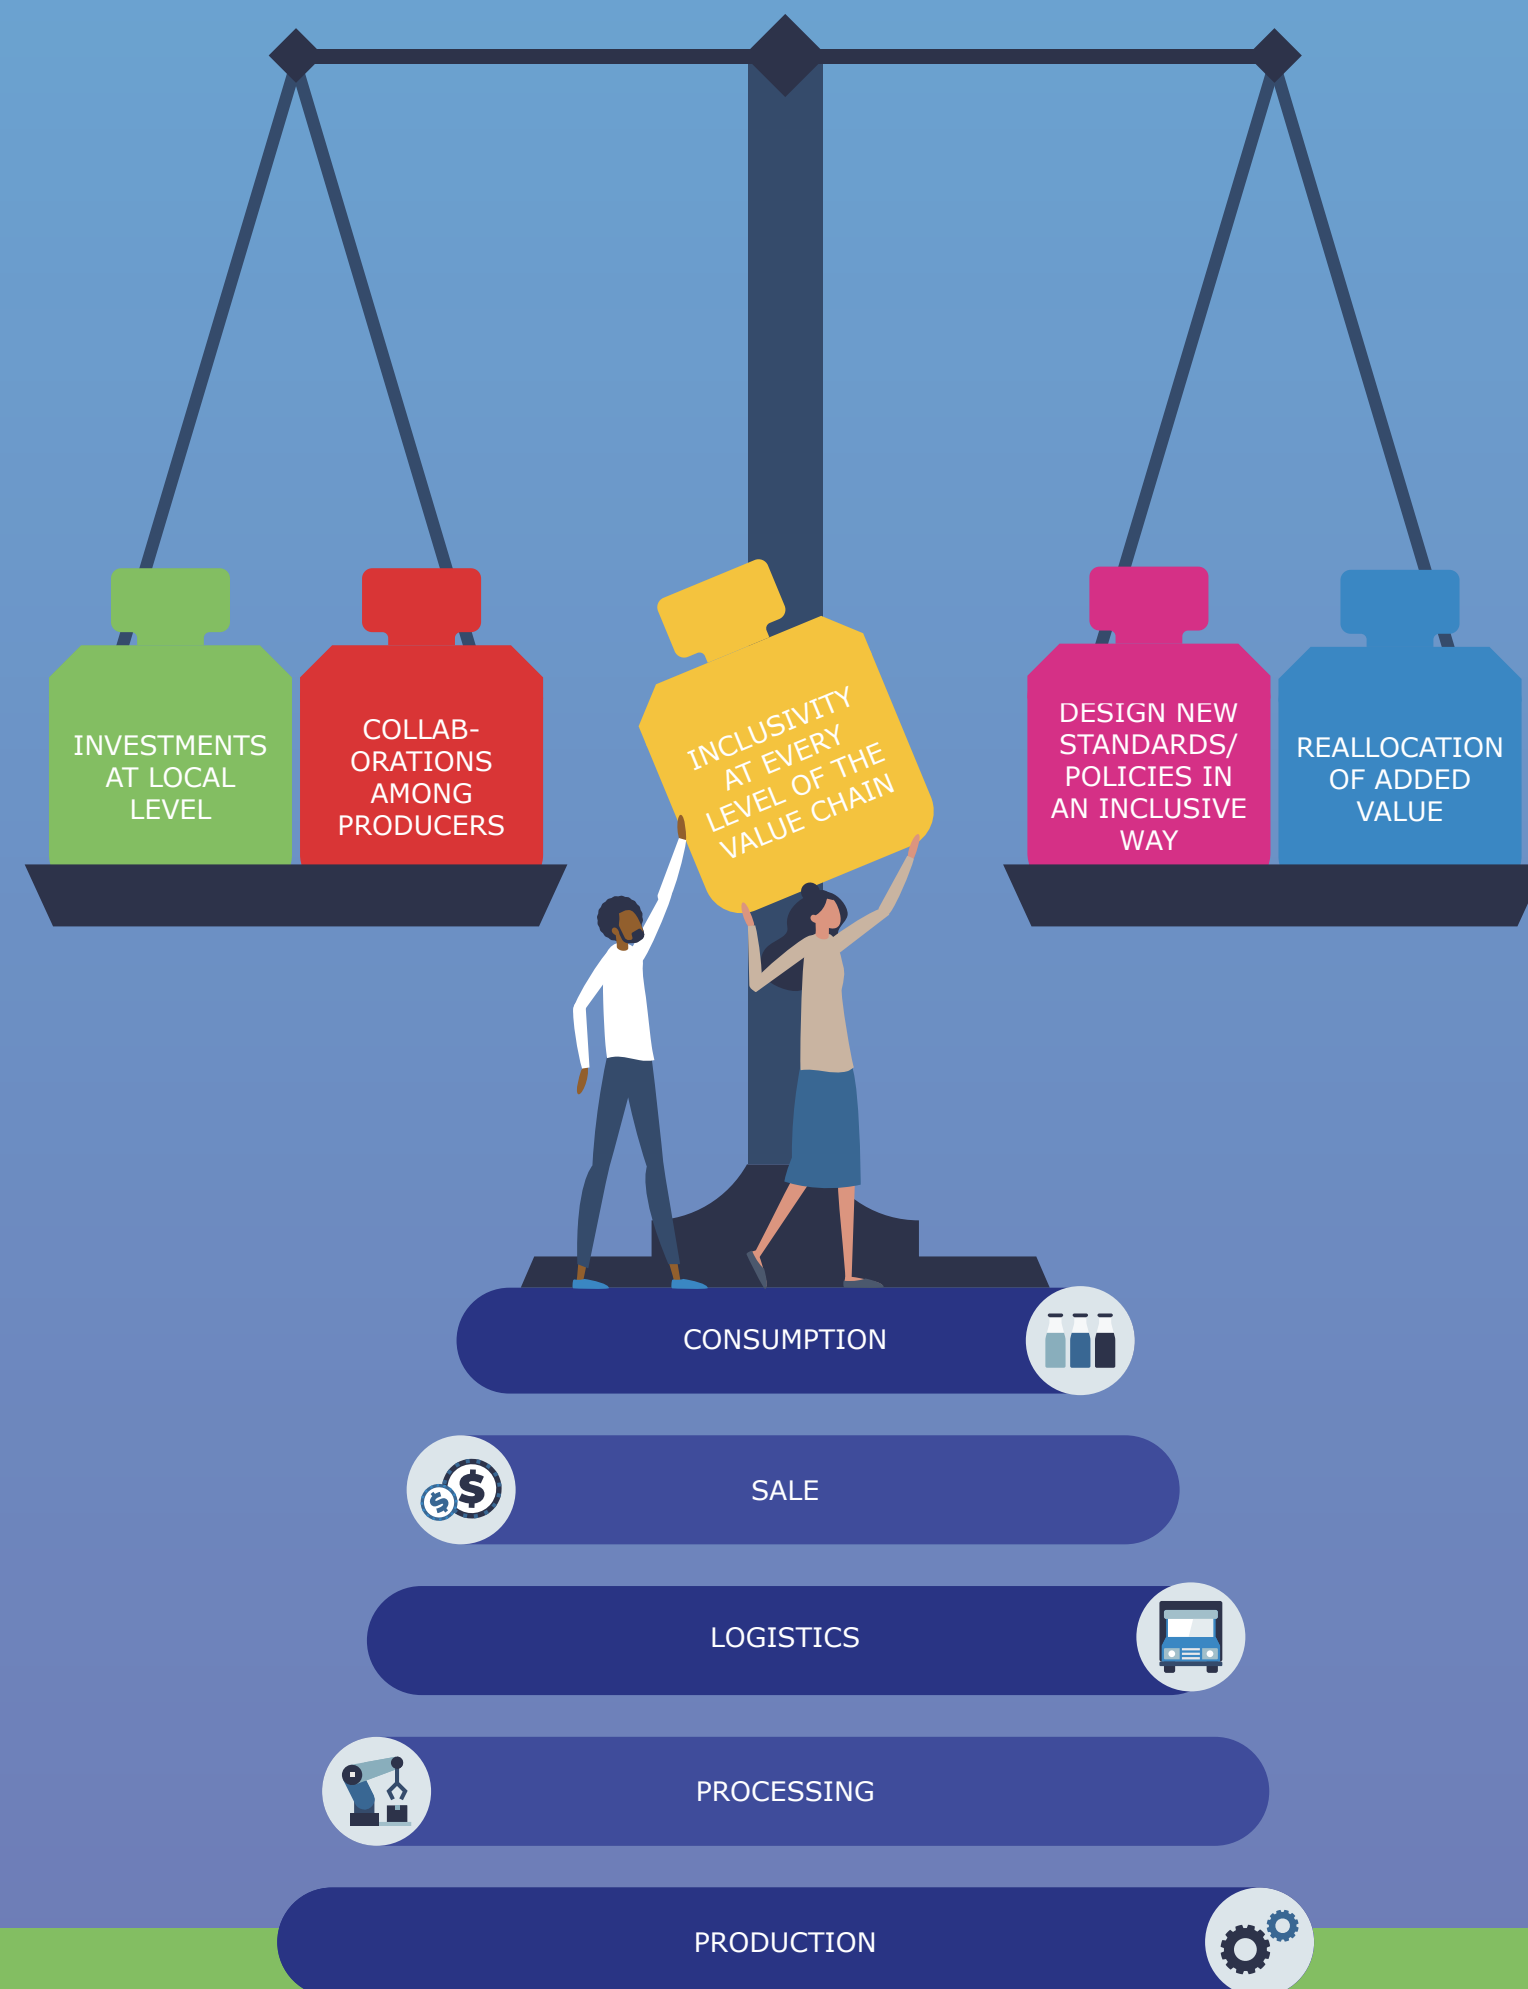 INVESTMENTS
AT LOCAL
LEVEL
COLLAB-
ORATIONS
AMONG
PRODUCERS
INCLUSIVITY
AT EVERY
LEVEL OF THE
VALUE CHAIN
DESIGN NEW
STANDARDS/
POLICIES IN
AN INCLUSIVE
WAY
REALLOCATION
OF ADDED
VALUE
CONSUMPTION
$ $
SALE
LOGISTICS
PROCESSING
PRODUCTION